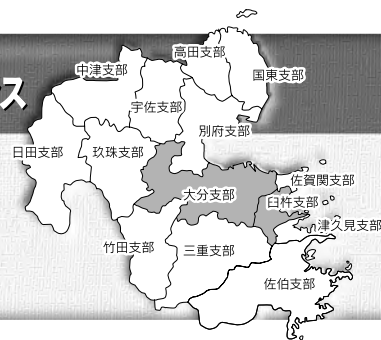 高田支部
中津支部
国東支部
ス
宇佐支部
別府支部
日田支部
玖珠支部
佐賀関支部
大分支部
臼杵支部
津久見支部
竹田支部
三重支部
佐伯支部